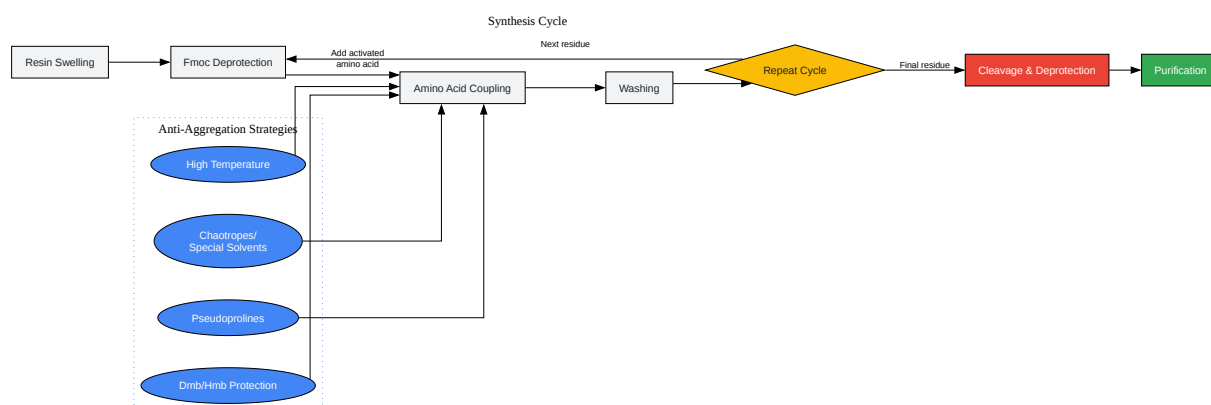 Synthesis Cycle
Resin Swelling
Fmoc Deprotection
Add activated
amino acid
Next residue
Amino Acid Coupling
Washing
Repeat Cycle
Final residue
Cleavage & Deprotection
Purification
Anti-Aggregation Strategies
High Temperature
Chaotropes/
Special Solvents
Pseudoprolines
Dmb/Hmb Protection